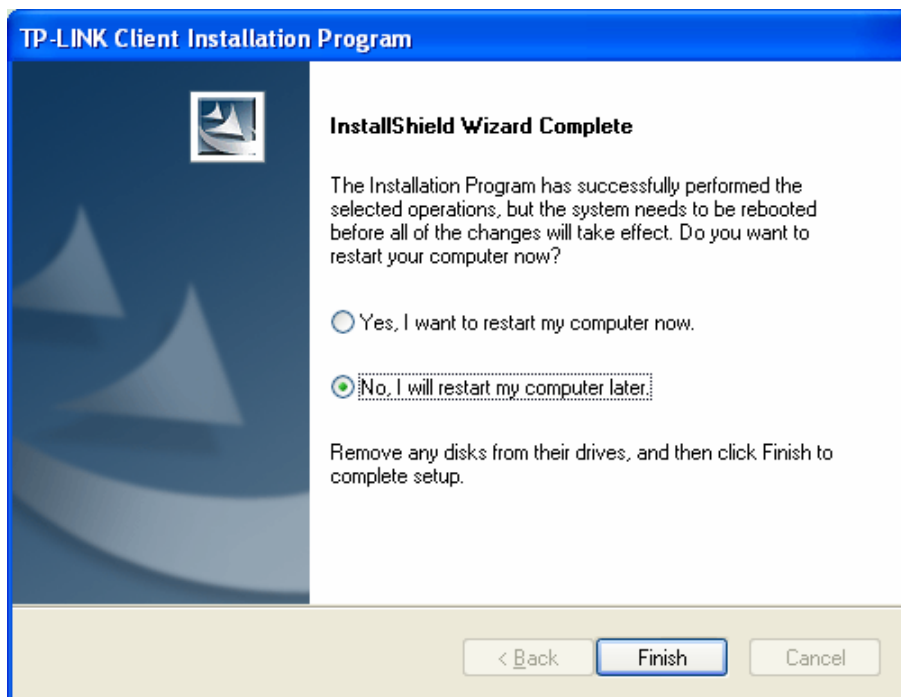 TP-LINK Client Installation Program
InstallShield Wizard Complete
The Installation Program has successfully performed the
selected operations, but the system needs to be rebooted
before all of the changes will take effect. Do you want to
restart your computer now?
Yes, I want to restart my computer now.
No, I will restart my computer later.
Remove any disks from their drives, and then click Finish to
complete setup.
< Back Finish Cancel